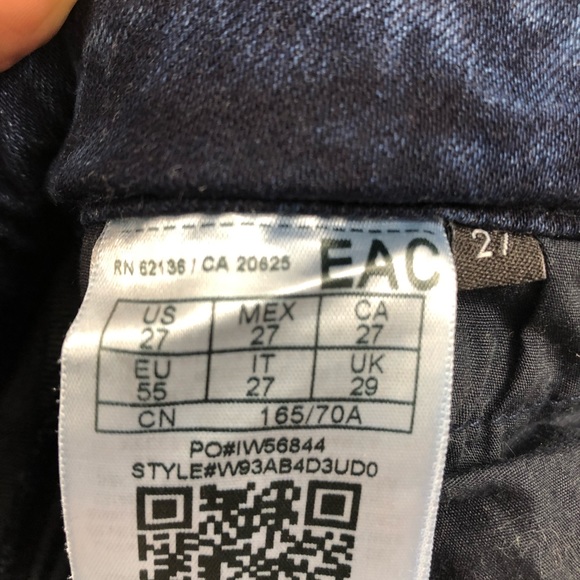 RN 62136 / CA 20625
EAC
27
US MEX CA
27 27 27
EU IT UK
55 27 29
CN 165/70A
PO#IW56844
STYLE#W93AB4D3UD0